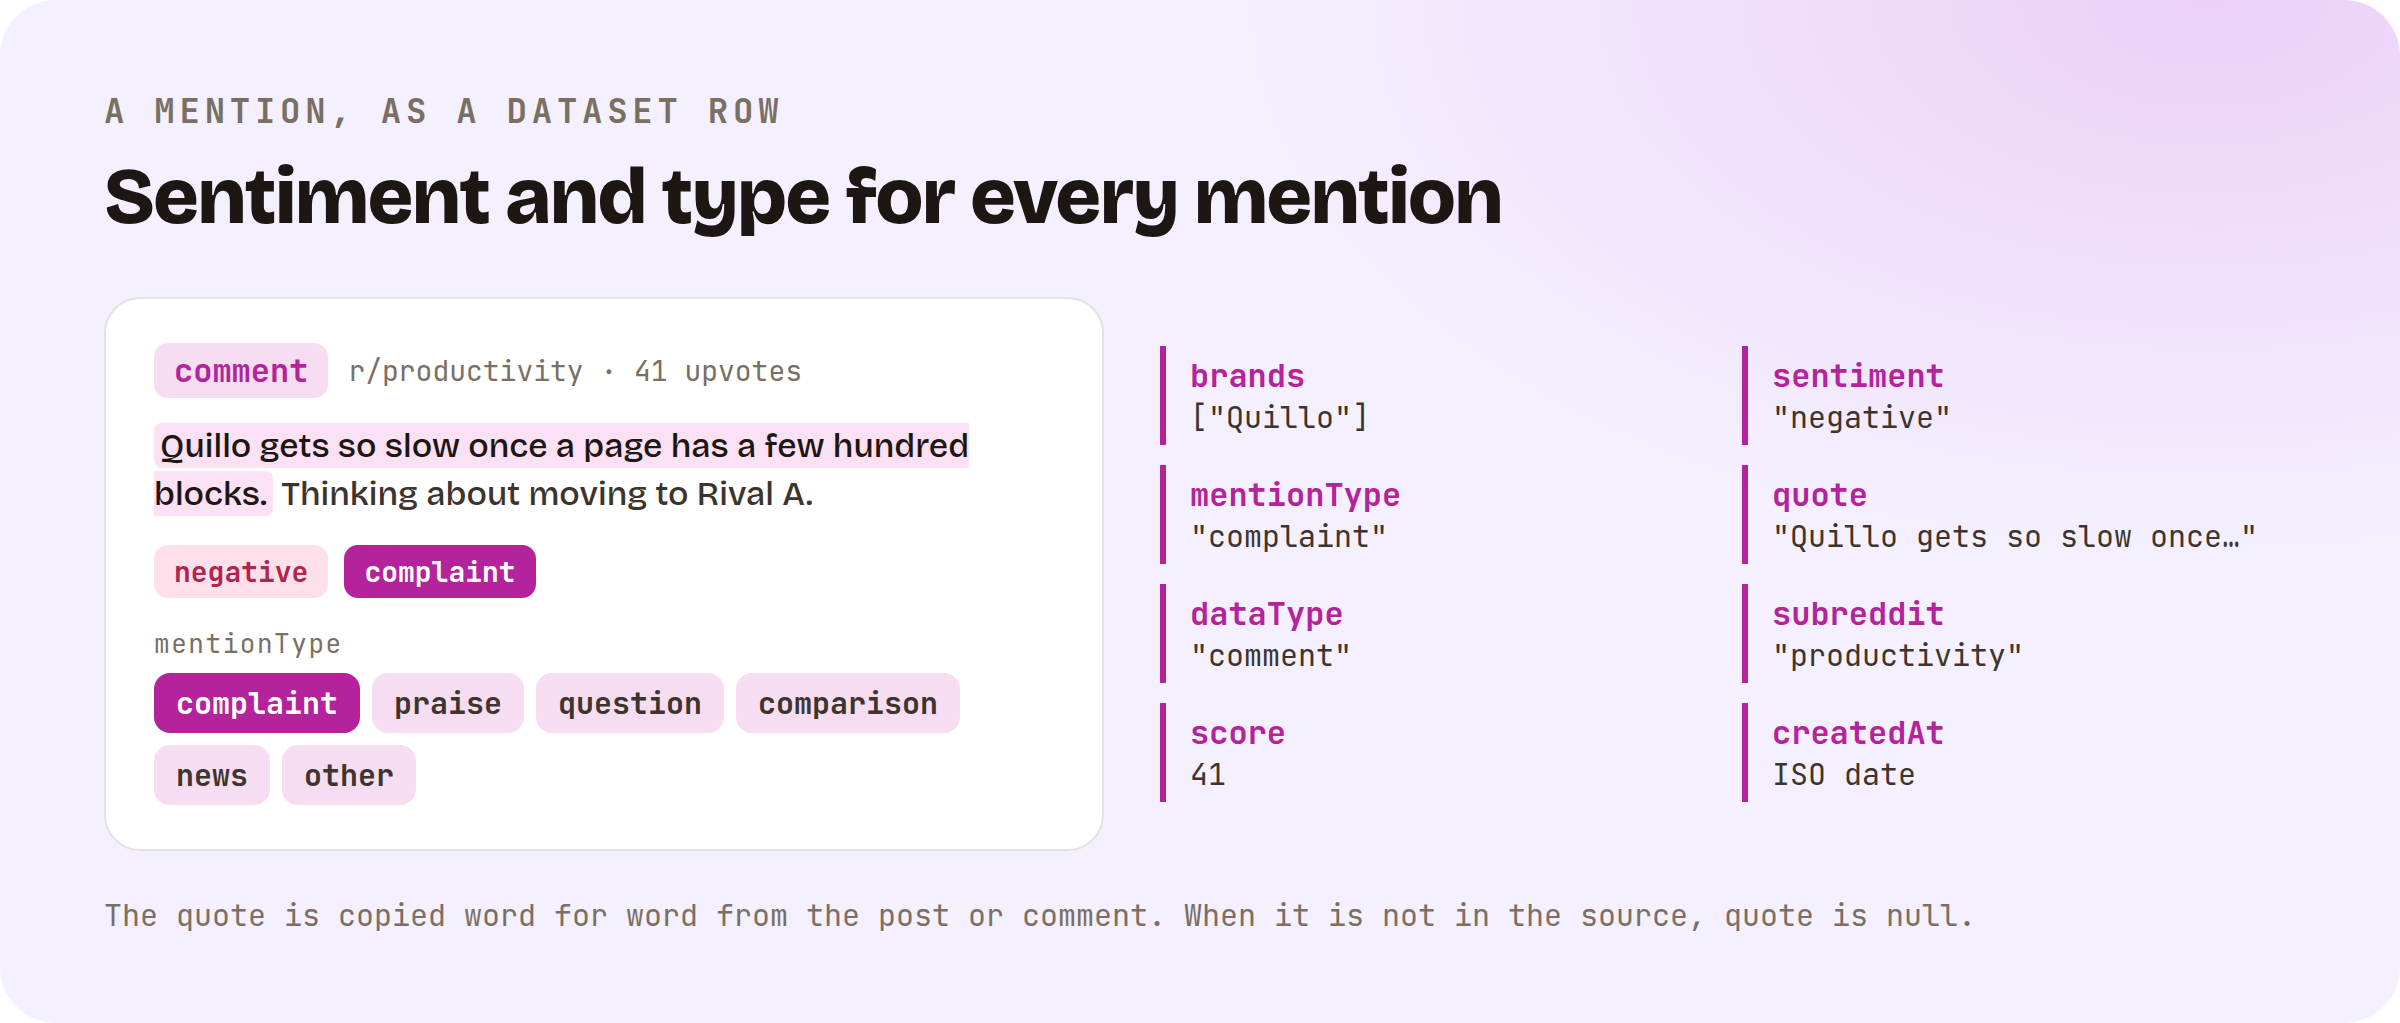 A MENTION, AS A DATASET ROW
Sentiment and type for every mention
comment r/productivity · 41 upvotes
Quillo gets so slow once a page has a few hundred
blocks. Thinking about moving to Rival A.
negative complaint
mentionType
complaint praise question comparison
news other
brands
["Quillo"]
sentiment
"negative"
mentionType
"complaint"
quote
"Quillo gets so slow once…"
dataType
"comment"
subreddit
"productivity"
score
41
createdAt
ISO date
The quote is copied word for word from the post or comment. When it is not in the source, quote is null.